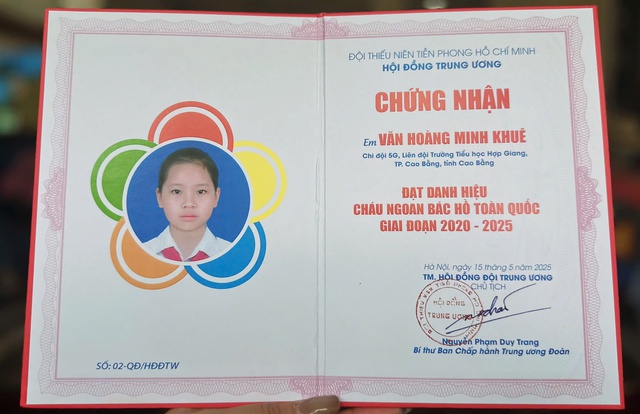 ĐỘI THIẾU NIÊN TIỀN PHONG HỒ CHÍ MINH
HỘI ĐỒNG TRUNG ƯƠNG
CHỨNG NHẬN
Em VĂN HOÀNG MINH KHUÊ
Chi đội 5G, Liên đội Trường Tiểu học Hợp Giang,
TP. Cao Bằng, tỉnh Cao Bằng
ĐẠT DANH HIỆU
CHÁU NGOAN BÁC HỒ TOÀN QUỐC
GIAI ĐOẠN 2020 - 2025
Hà Nội, ngày 15 tháng 5 năm 2025
TM. HỘI ĐỒNG ĐỘI TRUNG ƯƠNG
CHỦ TỊCH
HỘI ĐỒNG
TRUNG ƯƠNG
Nguyễn Phạm Duy Trang
Bí thư Ban Chấp hành Trung ương Đoàn
SỐ: 02-QĐ/HĐĐTW